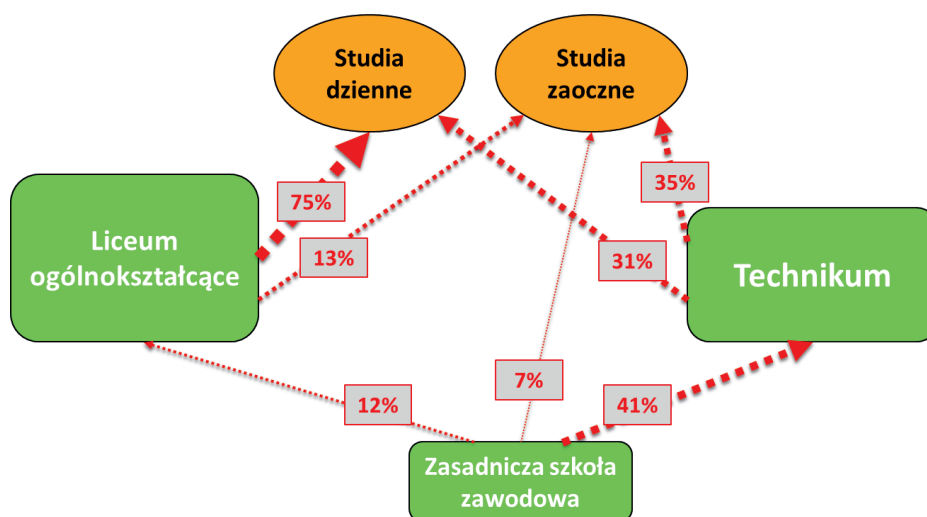 Studia
dzienne
Studia
zaoczne
75%
35%
Liceum
ogólnokształcące
13%
31%
Technikum
12%
7%
41%
Zasadnicza szkoła
zawodowa